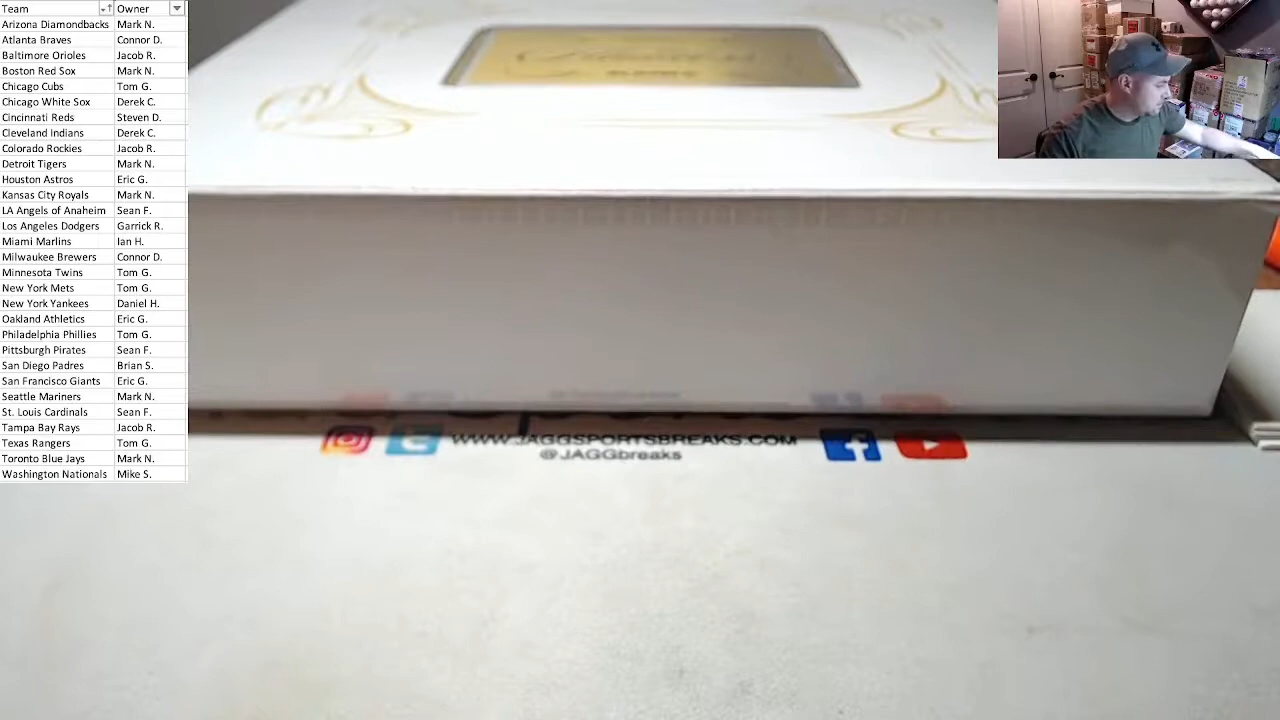 Team Owner
Arizona Diamondbacks Mark N.
Atlanta Braves Connor D.
Baltimore Orioles Jacob R.
Boston Red Sox Mark N.
Chicago Cubs Tom G.
Chicago White Sox Derek C.
Cincinnati Reds Steven D.
Cleveland Indians Derek C.
Colorado Rockies Jacob R.
Detroit Tigers Mark N.
Houston Astros Eric G.
Kansas City Royals Mark N.
LA Angels of Anaheim Sean F.
Los Angeles Dodgers Garrick R.
Miami Marlins Ian H.
Milwaukee Brewers Connor D.
Minnesota Twins Tom G.
New York Mets Tom G.
New York Yankees Daniel H.
Oakland Athletics Eric G.
Philadelphia Phillies Tom G.
Pittsburgh Pirates Sean F.
San Diego Padres Brian S.
San Francisco Giants Eric G.
Seattle Mariners Mark N.
St. Louis Cardinals Sean F.
Tampa Bay Rays Jacob R.
Texas Rangers Tom G.
Toronto Blue Jays Mark N.
Washington Nationals Mike S.
WWW.JAGGSPORTSBREAKS.COM
@JAGGbreaks